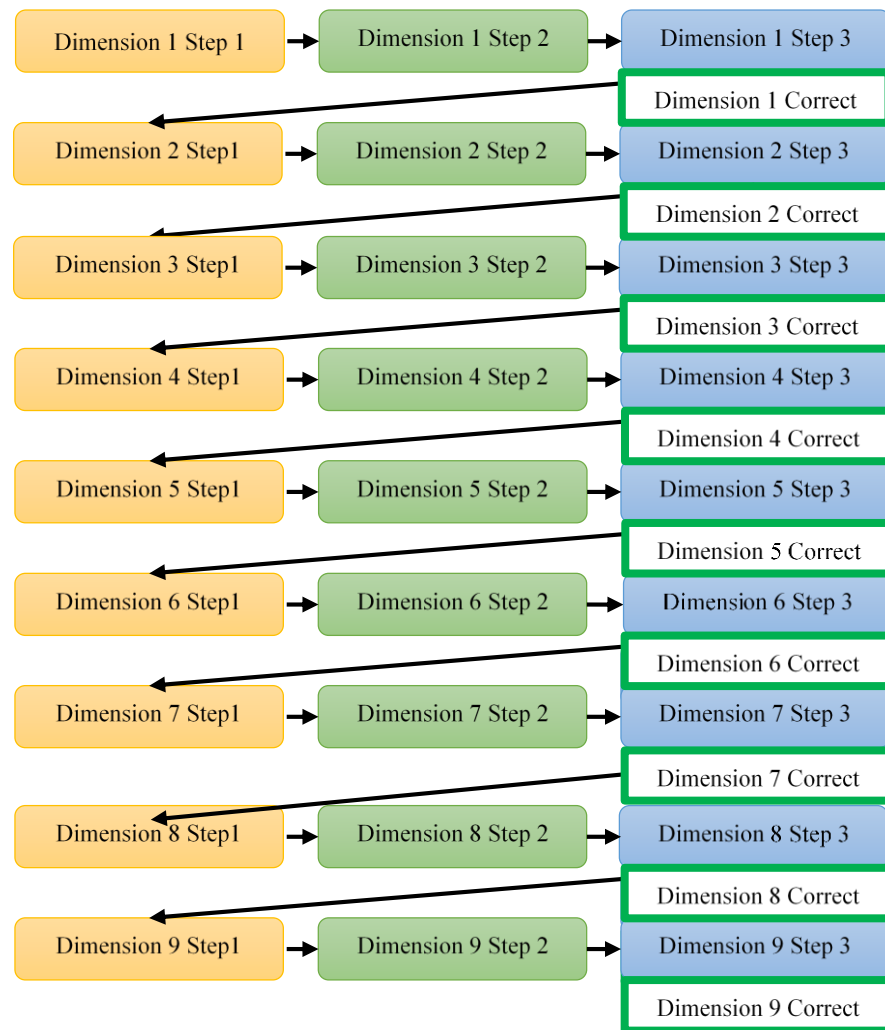 Dimension 1 Step 1
Dimension 1 Step 2
Dimension 1 Step 3
Dimension 1 Correct
Dimension 2 Step1
Dimension 2 Step 2
Dimension 2 Step 3
Dimension 2 Correct
Dimension 3 Step1
Dimension 3 Step 2
Dimension 3 Step 3
Dimension 3 Correct
Dimension 4 Step1
Dimension 4 Step 2
Dimension 4 Step 3
Dimension 4 Correct
Dimension 5 Step1
Dimension 5 Step 2
Dimension 5 Step 3
Dimension 5 Correct
Dimension 6 Step1
Dimension 6 Step 2
Dimension 6 Step 3
Dimension 6 Correct
Dimension 7 Step1
Dimension 7 Step 2
Dimension 7 Step 3
Dimension 7 Correct
Dimension 8 Step1
Dimension 8 Step 2
Dimension 8 Step 3
Dimension 8 Correct
Dimension 9 Step1
Dimension 9 Step 2
Dimension 9 Step 3
Dimension 9 Correct